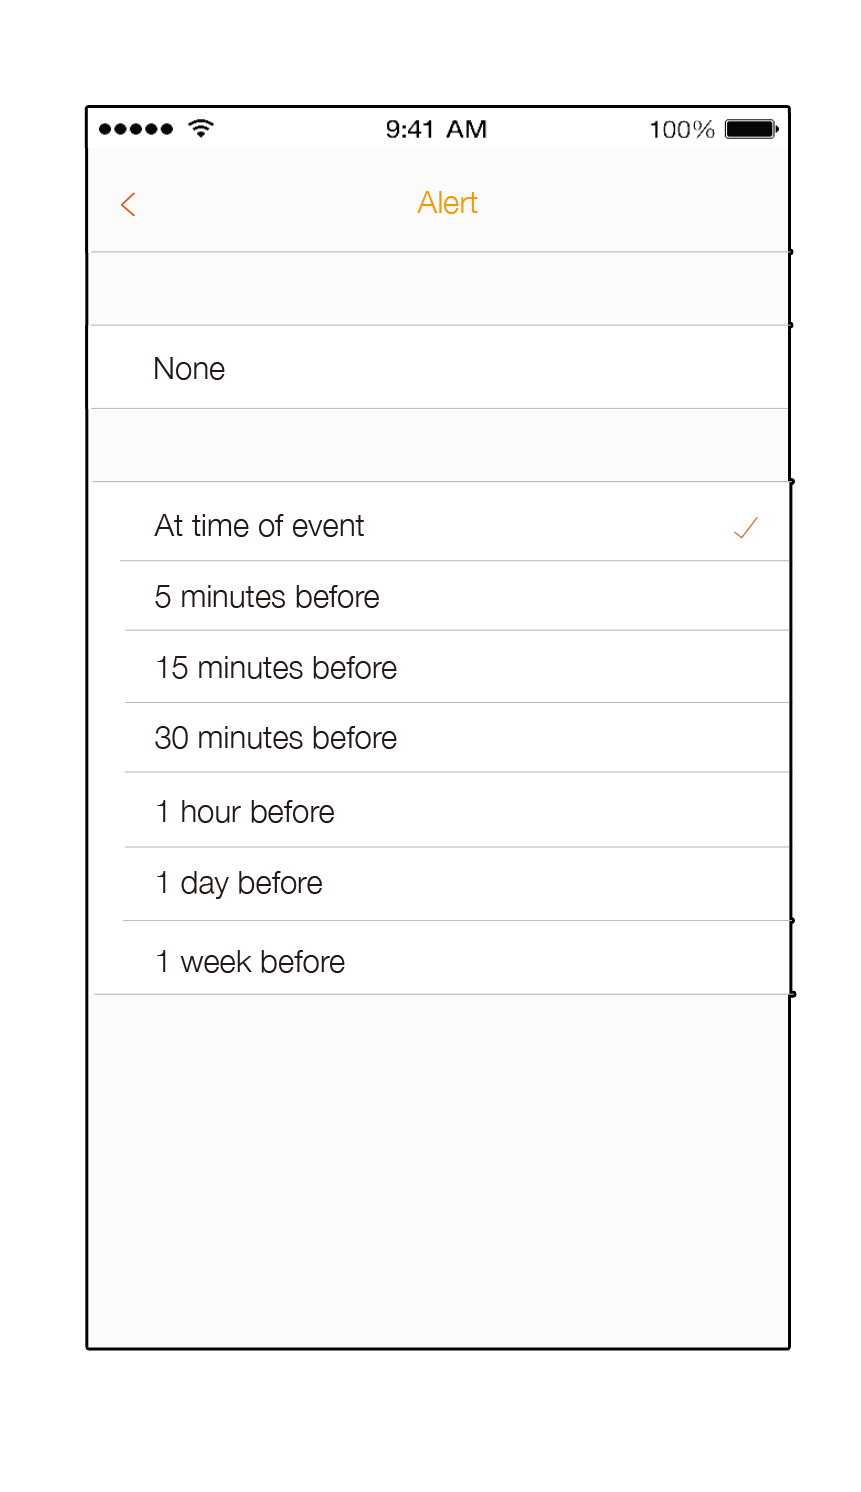 9:41 AM 100%
Alert
None
At time of event
5 minutes before
15 minutes before
30 minutes before
1 hour before
1 day before
1 week before